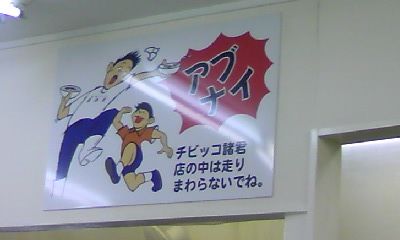 アブ
ナイ
チビッコ諸君
店の中は走り
まわらないでね。